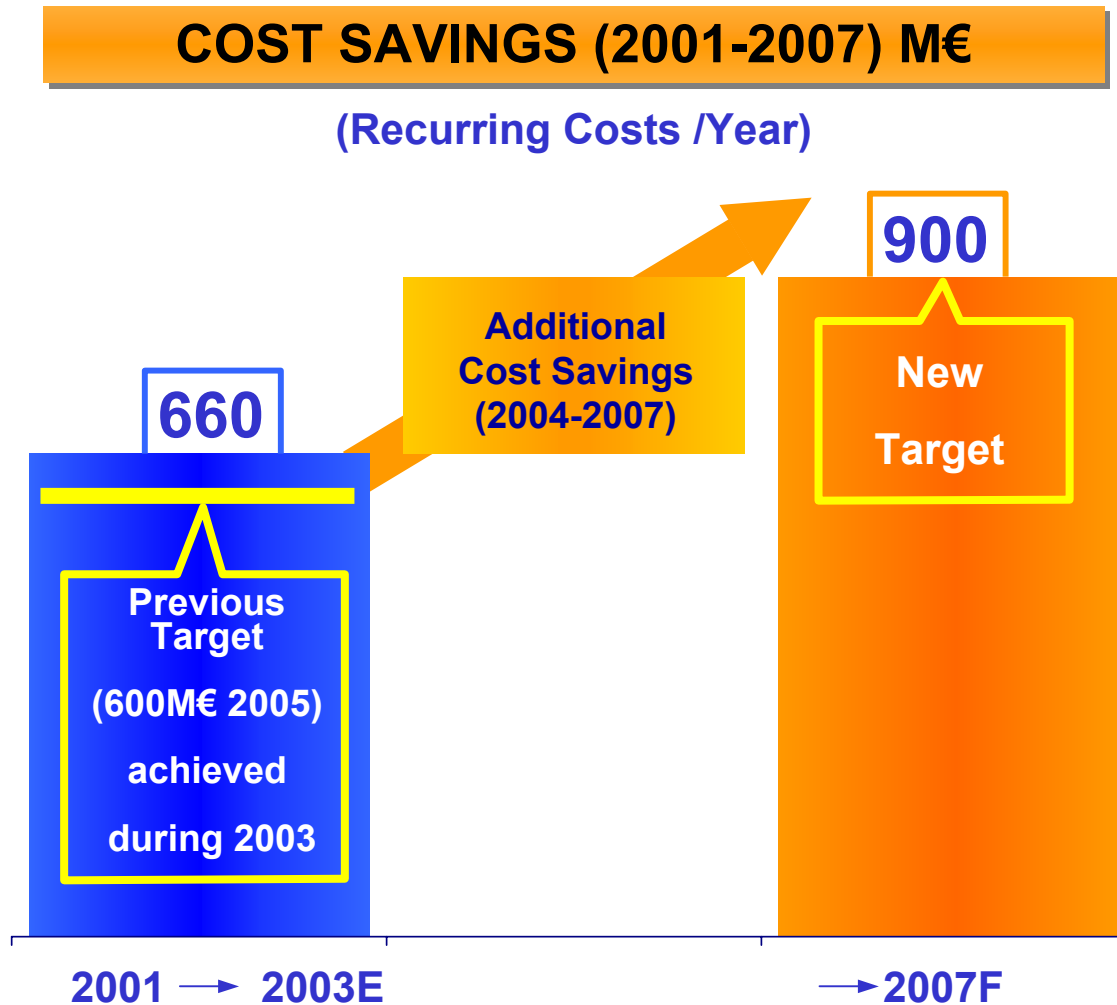 COST SAVINGS (2001-2007) M€
(Recurring Costs /Year)
900
Additional
Cost Savings
(2004-2007)
New
Target
660
Previous
Target
(600M€ 2005)
achieved
during 2003
2001 → 2003E
→ 2007F